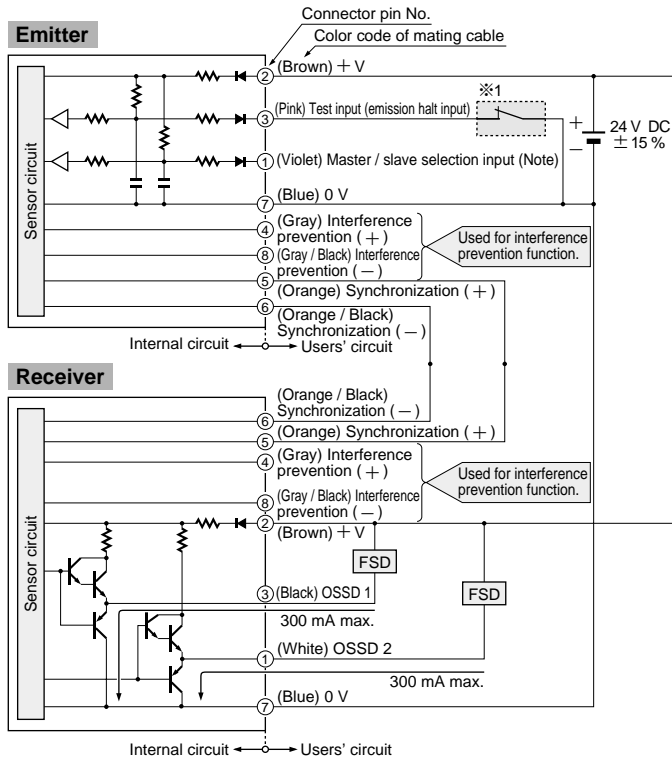 Connector pin No.
Emitter
Color code of mating cable
Sensor circuit
② (Brown) + V
③ (Pink) Test input (emission halt input)
※1
① (Violet) Master / slave selection input (Note)
+
−
24 V DC
± 15 %
⑦ (Blue) 0 V
④ (Gray) Interference
prevention ( + )
⑧ (Gray / Black) Interference
prevention ( − )
Used for interference
prevention function.
⑤ (Orange) Synchronization ( + )
⑥ (Orange / Black)
Synchronization ( − )
Internal circuit
Users' circuit
Receiver
Sensor circuit
(Orange / Black)
⑥ Synchronization ( − )
⑤ (Orange) Synchronization ( + )
④ (Gray) Interference
prevention ( + )
⑧ (Gray / Black) Interference
prevention ( − )
Used for interference
prevention function.
② (Brown) + V
FSD
FSD
③ (Black) OSSD 1
300 mA max.
① (White) OSSD 2
300 mA max.
⑦ (Blue) 0 V
Internal circuit
Users' circuit